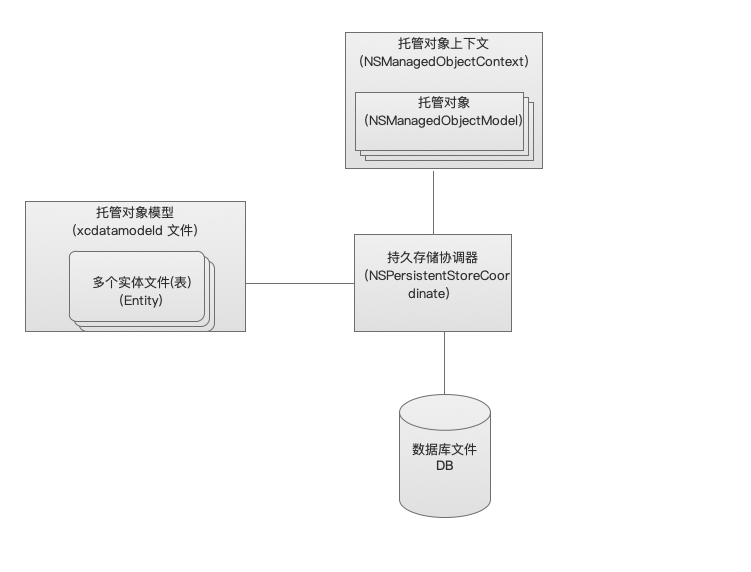 托管对象上下文
(NSManagedObjectContext)
托管对象
(NSManagedObjectModel)
托管对象模型
(xcdatamodeld 文件)
多个实体文件(表)
(Entity)
持久存储协调器
(NSPersistentStoreCoor
dinate)
数据库文件
DB